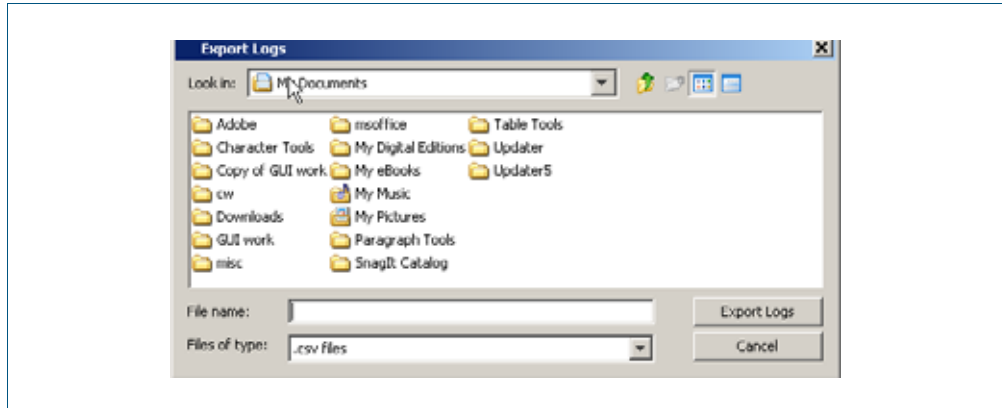 Export Logs
Look in: My Documents
Adobe msoffice Table Tools
Character Tools My Digital Editions Updater
Copy of GUI work My eBooks Updater5
cw My Music
Downloads My Pictures
GUI work Paragraph Tools
misc SnagIt Catalog
File name: Export Logs
Files of type: .csv files Cancel